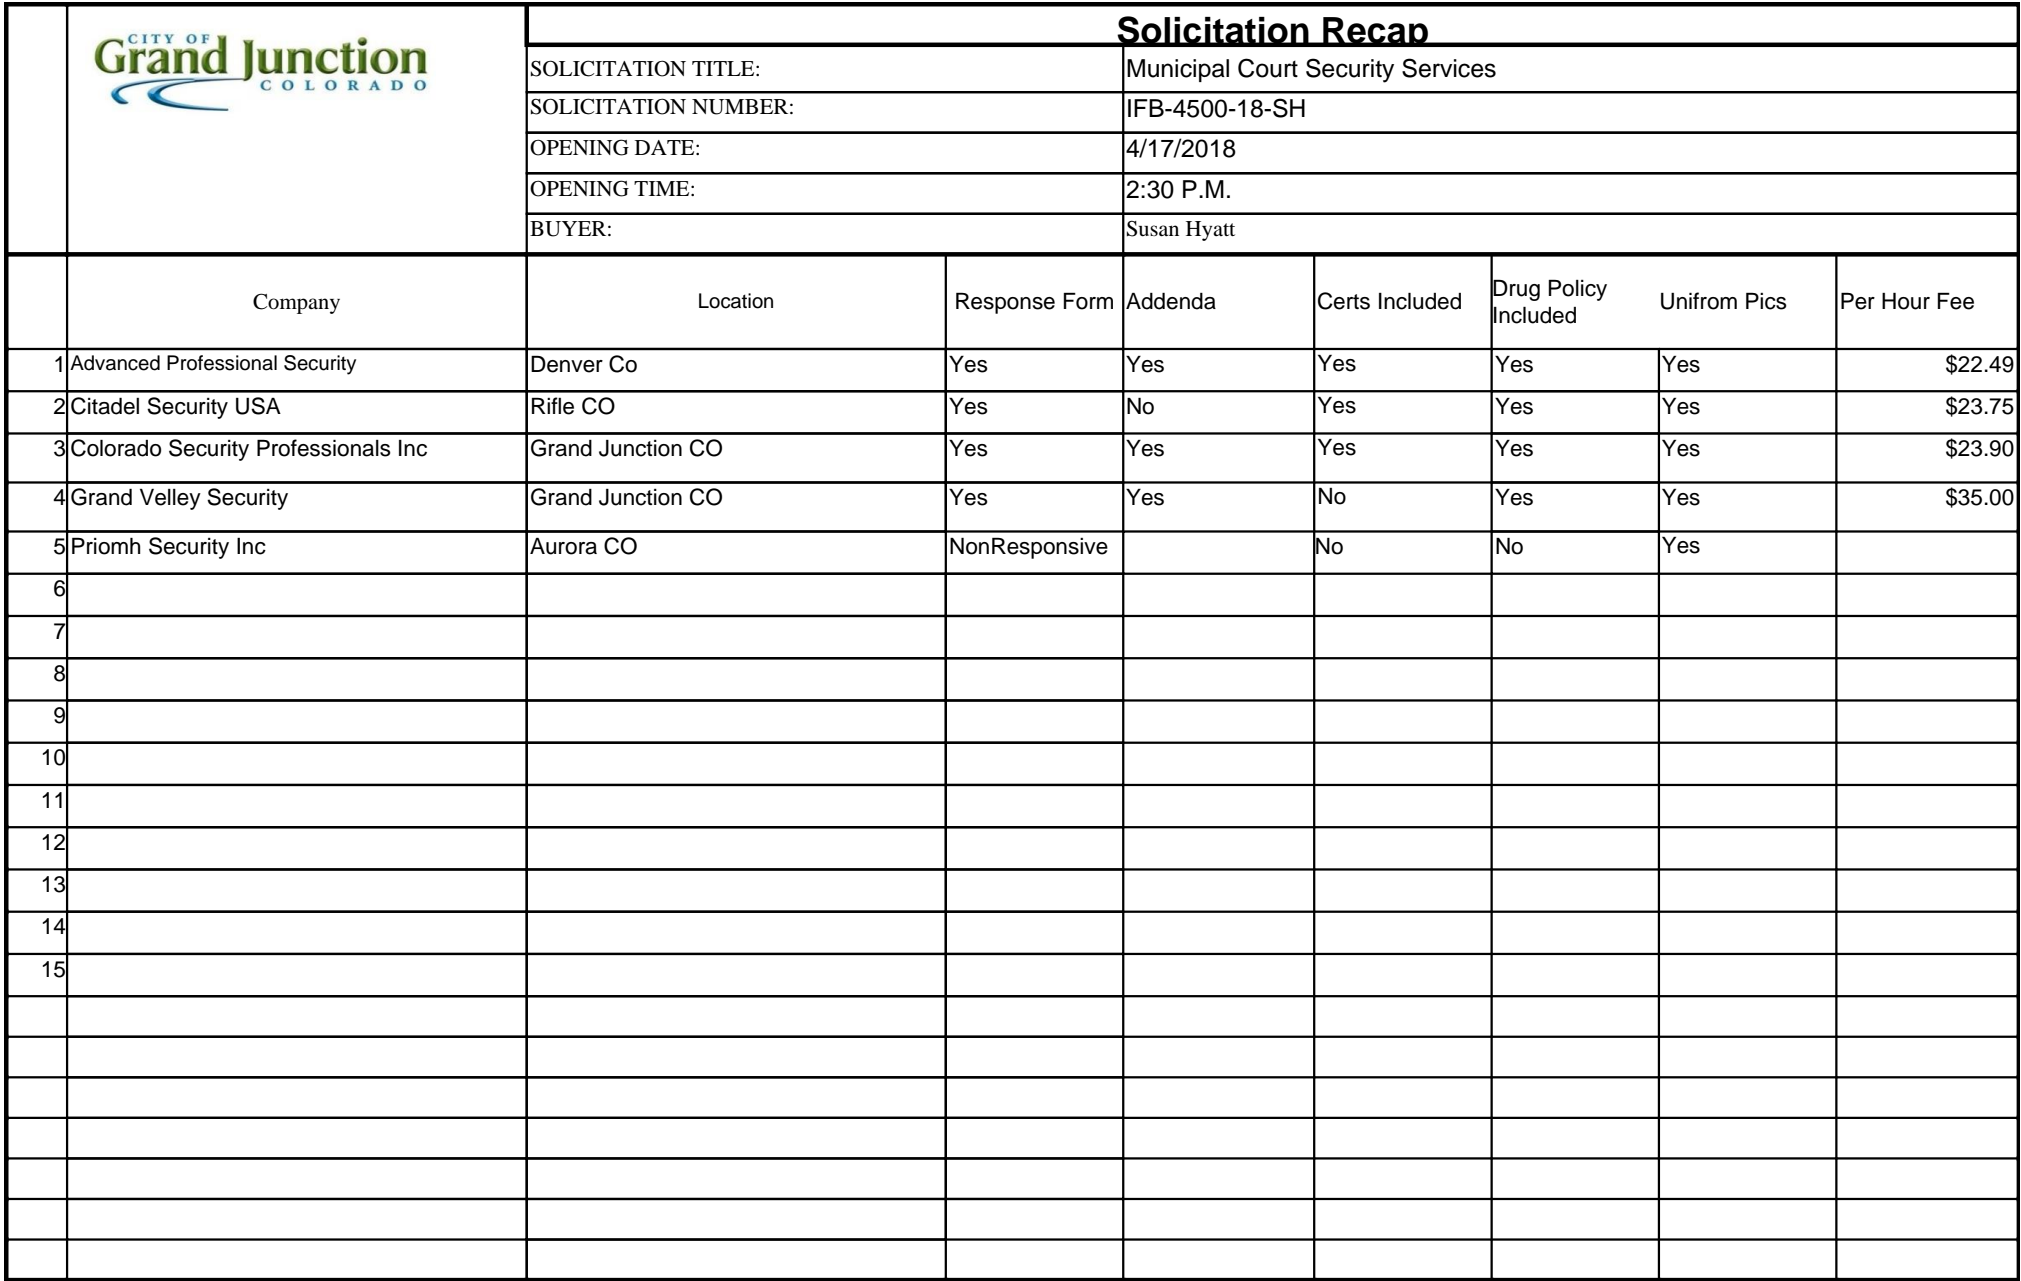 CITY OF
Grand Junction
COLORADO
Solicitation Recap
SOLICITATION TITLE: Municipal Court Security Services
SOLICITATION NUMBER: IFB-4500-18-SH
OPENING DATE: 4/17/2018
OPENING TIME: 2:30 P.M.
BUYER: Susan Hyatt
Company Location Response Form Addenda Certs Included Drug Policy Included Unifrom Pics Per Hour Fee
1 Advanced Professional Security Denver Co Yes Yes Yes Yes Yes $22.49
2 Citadel Security USA Rifle CO Yes No Yes Yes Yes $23.75
3 Colorado Security Professionals Inc Grand Junction CO Yes Yes Yes Yes Yes $23.90
4 Grand Velley Security Grand Junction CO Yes Yes No Yes Yes $35.00
5 Priomh Security Inc Aurora CO NonResponsive No No Yes
6
7
8
9
10
11
12
13
14
15